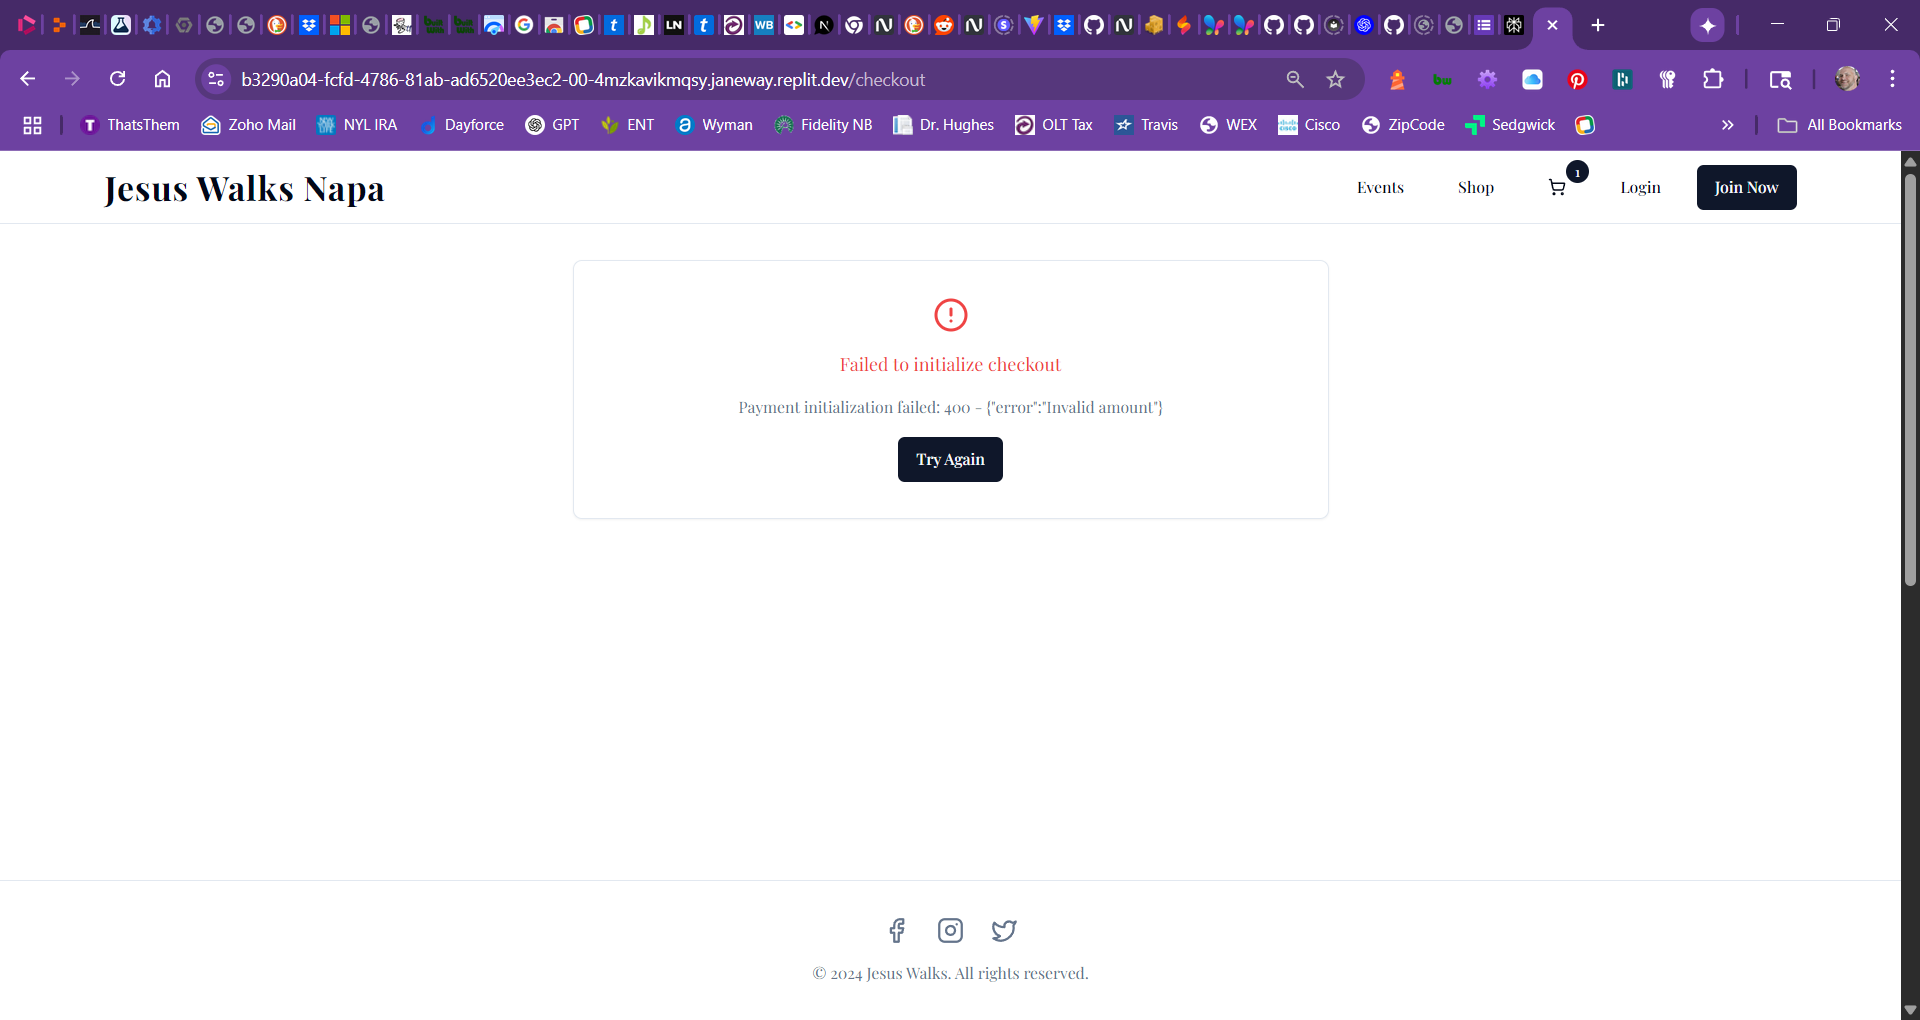 b3290a04-fcfd-4786-81ab-ad6520ee3ec2-00-4mzkavikmqsy.janeway.replit.dev/checkout
ThatsThem Zoho Mail NYL IRA Dayforce GPT ENT Wyman Fidelity NB Dr. Hughes OLT Tax Travis WEX Cisco ZipCode Sedgwick All Bookmarks
Jesus Walks Napa
Events Shop 1 Login Join Now
Failed to initialize checkout
Payment initialization failed: 400 - {"error":"Invalid amount"}
Try Again
© 2024 Jesus Walks. All rights reserved.